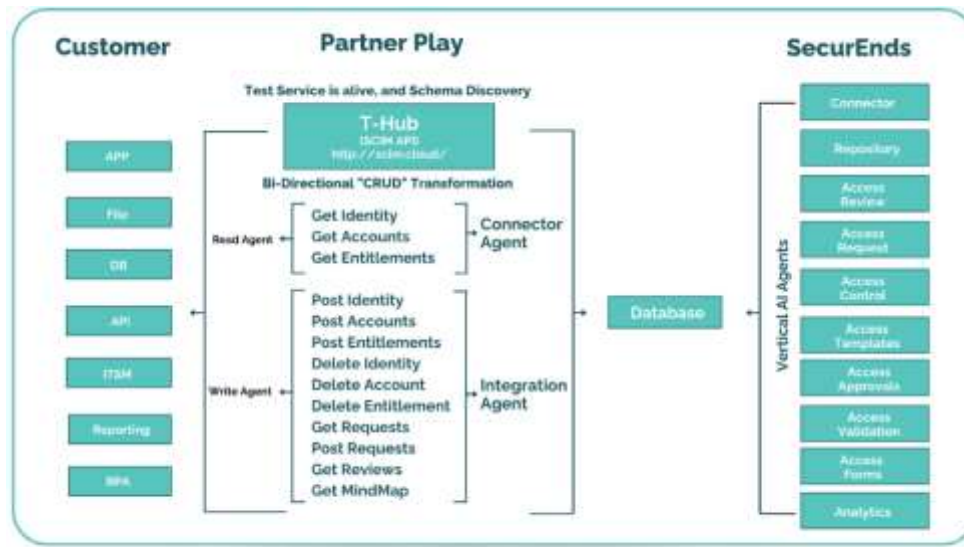 Customer
Partner Play
SecurEnds
Test Service is alive, and Schema Discovery
T-Hub
(SCIM API)
http://scim.cloud/
Bi-Directional "CRUD" Transformation
APP
File
DB
API
ITSM
Reporting
RPA
Read Agent
Get Identity
Get Accounts
Get Entitlements
Connector
Agent
Write Agent
Post Identity
Post Accounts
Post Entitlements
Delete Identity
Delete Account
Delete Entitlement
Get Requests
Post Requests
Get Reviews
Get MindMap
Integration
Agent
Database
Vertical AI Agents
Connector
Repository
Access
Review
Access
Request
Access
Control
Access
Templates
Access
Approvals
Access
Validation
Access
Forms
Analytics